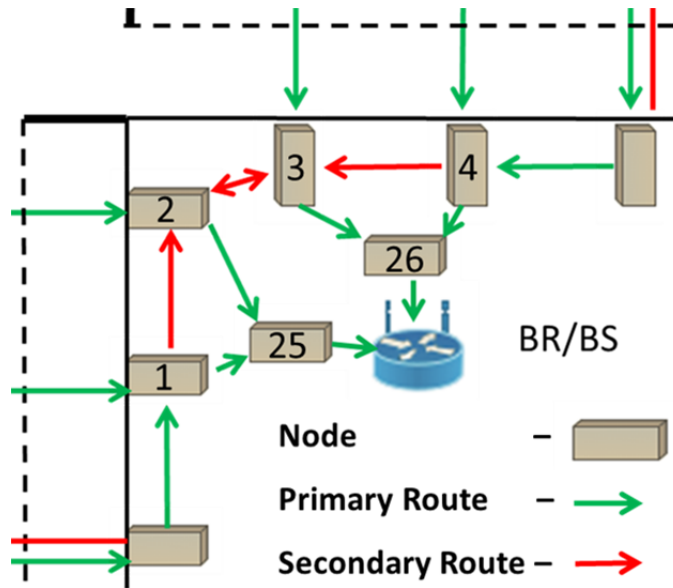 3
4
2
26
25
BR/BS
1
Node –
Primary Route –
Secondary Route –